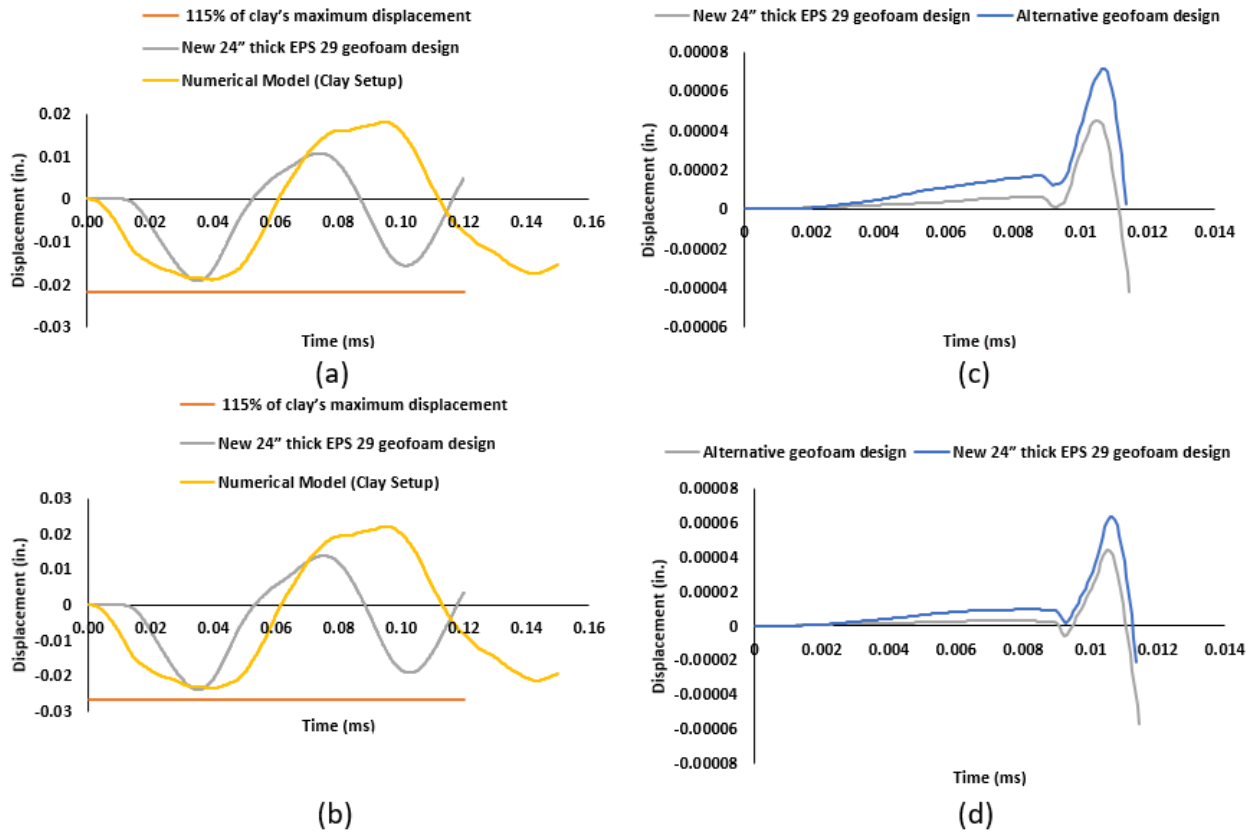 115% of clay's maximum displacement
New 24" thick EPS 29 geofoam design
Numerical Model (Clay Setup)
0.02
0.01
0
-0.01
-0.02
-0.03
0.00 0.02 0.04 0.06 0.08 0.10 0.12 0.14 0.16
Displacement (in.)
Time (ms)
(a)
New 24" thick EPS 29 geofoam design Alternative geofoam design
0.00008
0.00006
0.00004
0.00002
0
-0.00002
-0.00004
-0.00006
0 0.002 0.004 0.006 0.008 0.01 0.012 0.014
Displacement (in.)
Time (ms)
(c)
115% of clay's maximum displacement
New 24" thick EPS 29 geofoam design
Numerical Model (Clay Setup)
0.03
0.02
0.01
0
-0.01
-0.02
-0.03
0.00 0.02 0.04 0.06 0.08 0.10 0.12 0.14 0.16
Displacement (in.)
Time (ms)
(b)
Alternative geofoam design New 24" thick EPS 29 geofoam design
0.00008
0.00006
0.00004
0.00002
0
-0.00002
-0.00004
-0.00006
-0.00008
0 0.002 0.004 0.006 0.008 0.01 0.012 0.014
Displacement (in.)
Time (ms)
(d)